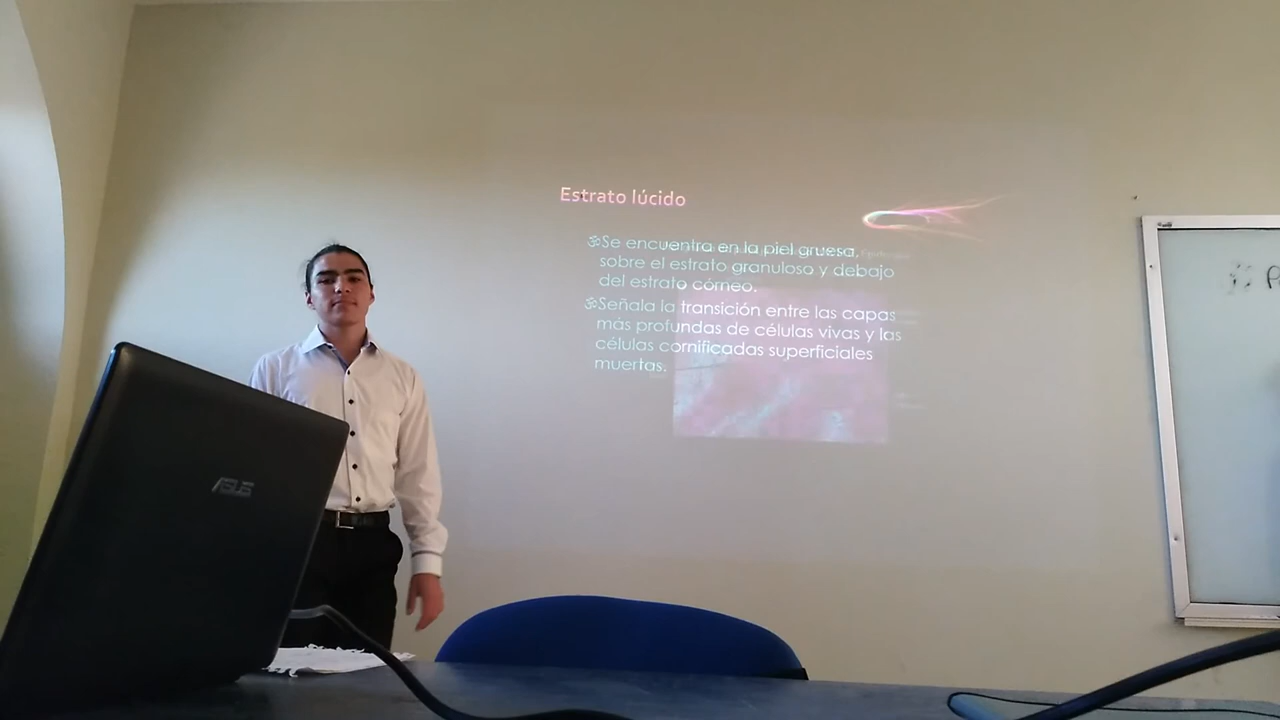 Estrato lúcido
Se encuentra en la piel gruesa,
sobre el estrato granuloso y debajo
del estrato córneo.
Señala la transición entre las capas
más profundas de células vivas y las
células cornificadas superficiales
muertas.
ASUS